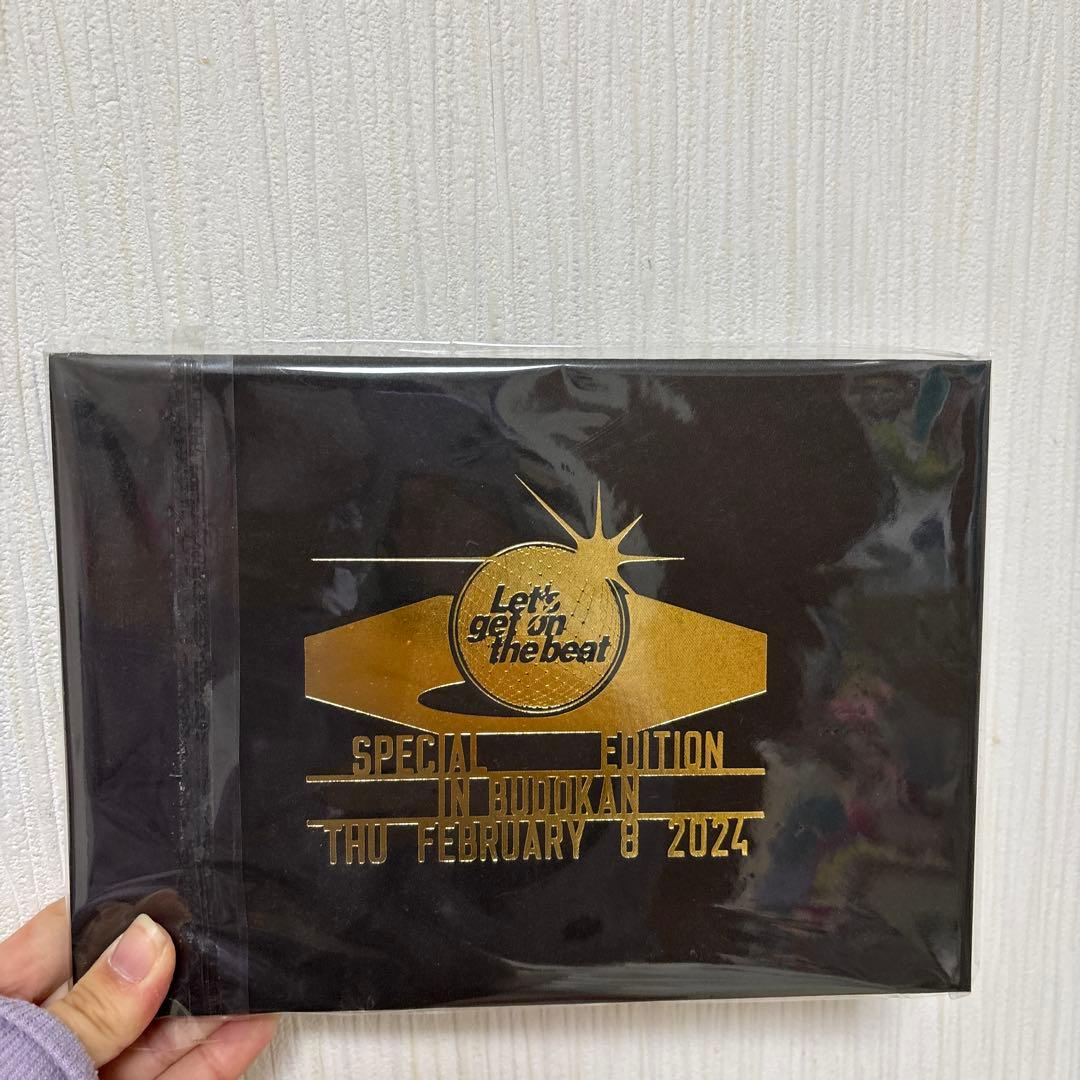 Let's
get on
the beat
SPECIAL EDITION
IN BUDOKAN
THU FEBRUARY 8 2024